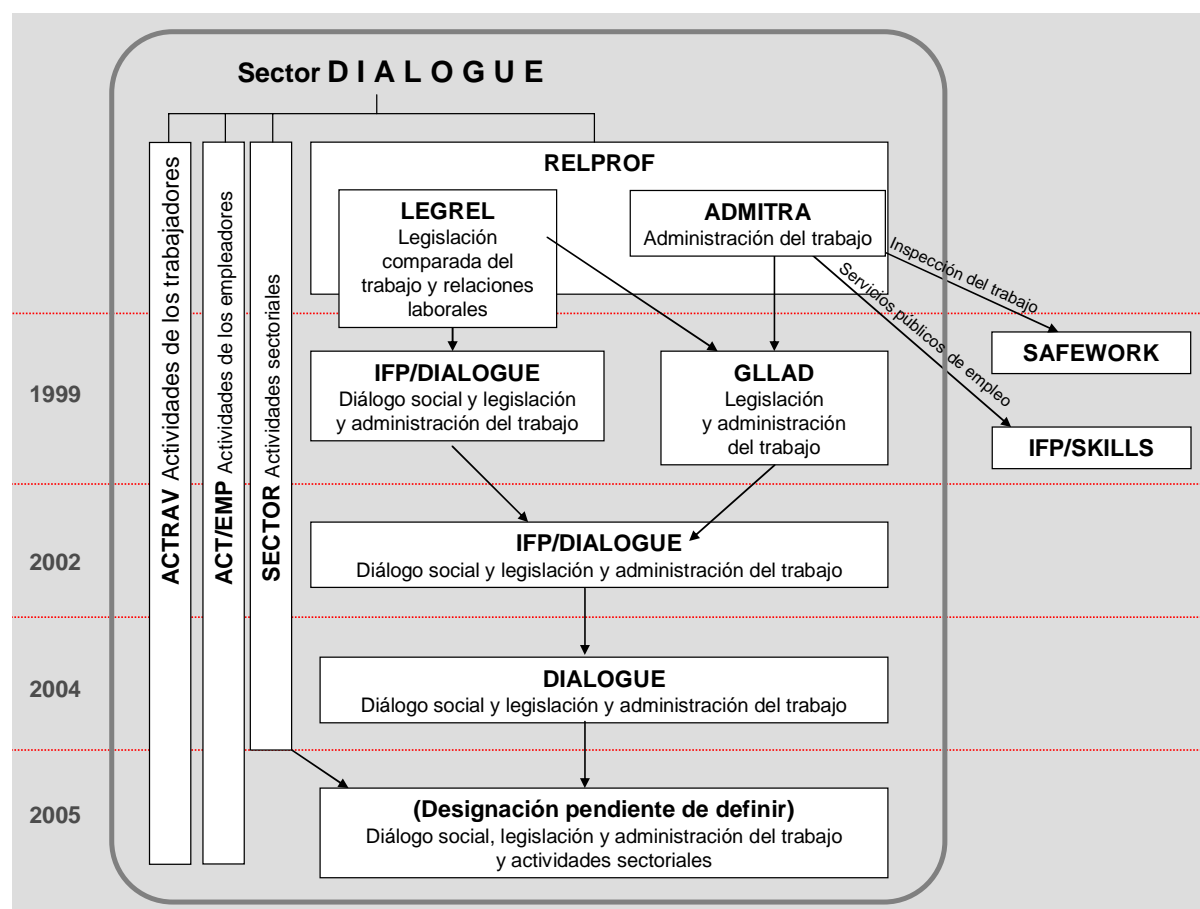 Sector D I A L O G U E
ACTRAV Actividades de los trabajadores
ACT/EMP Actividades de los empleadores
SECTOR Actividades sectoriales
RELPROF
LEGREL
Legislación
comparada del
trabajo y relaciones
laborales
ADMITRA
Administración del trabajo
Inspección del trabajo
Servicios públicos de empleo
1999
IFP/DIALOGUE
Diálogo social y legislación
y administración del trabajo
GLLAD
Legislación
y administración
del trabajo
SAFEWORK
IFP/SKILLS
2002
IFP/DIALOGUE
Diálogo social y legislación y administración del trabajo
2004
DIALOGUE
Diálogo social y legislación y administración del trabajo
2005
(Designación pendiente de definir)
Diálogo social, legislación y administración del trabajo
y actividades sectoriales